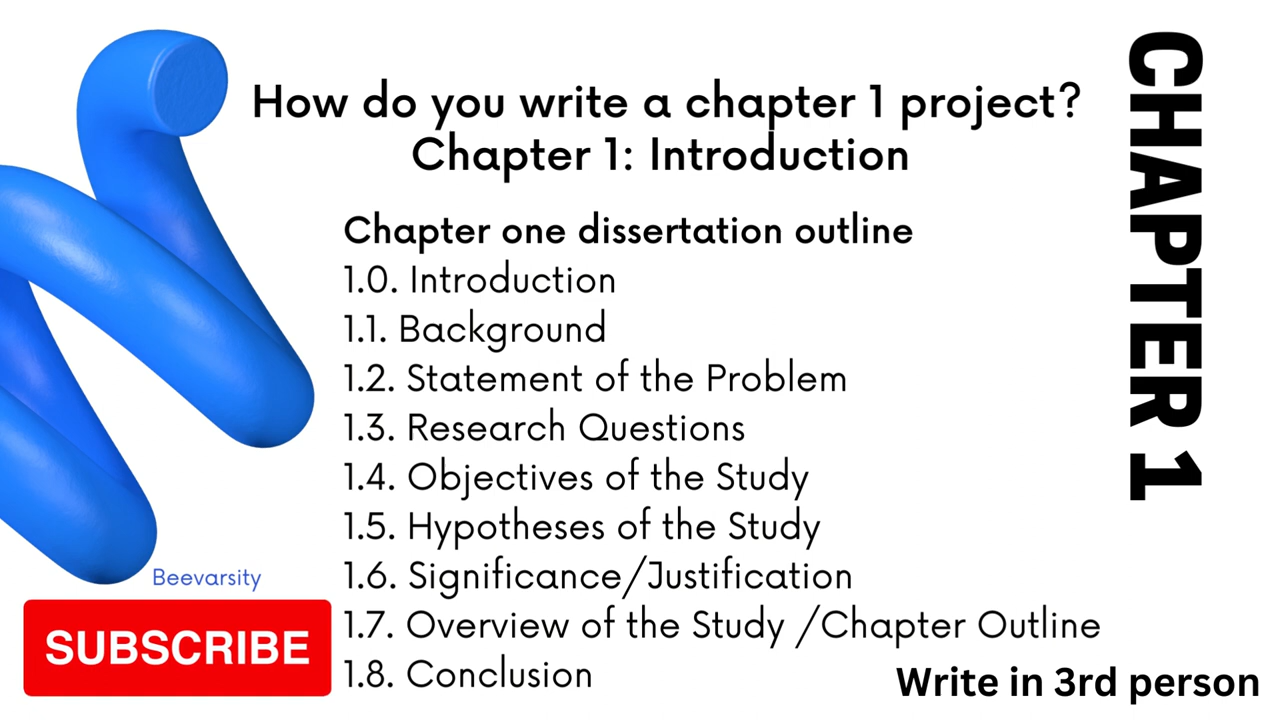 How do you write a chapter 1 project?
Chapter 1: Introduction
Chapter one dissertation outline
1.0. Introduction
1.1. Background
1.2. Statement of the Problem
1.3. Research Questions
1.4. Objectives of the Study
1.5. Hypotheses of the Study
1.6. Significance/Justification
1.7. Overview of the Study /Chapter Outline
1.8. Conclusion
Beevarsity
SUBSCRIBE
Write in 3rd person
CHAPTER 1